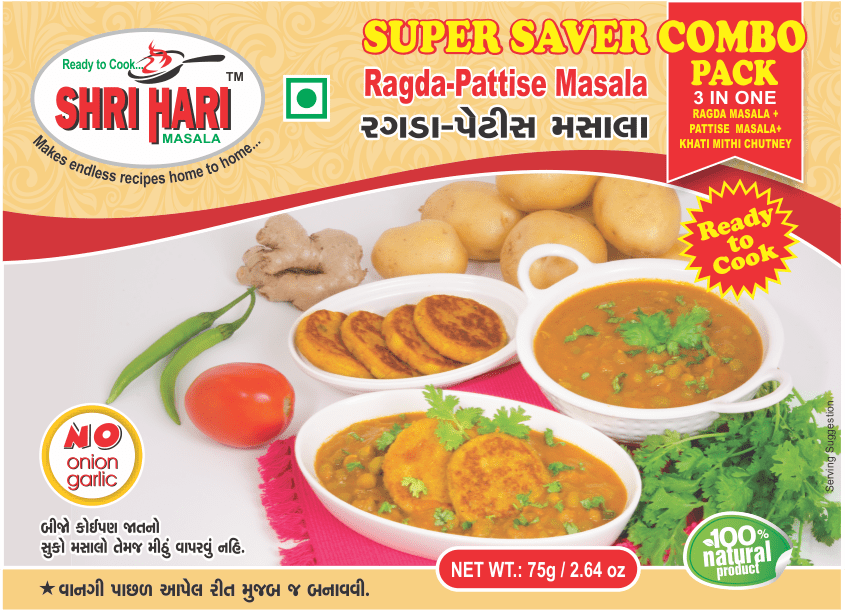 Ready to Cook...
SHRI HARI
TM
MASALA
Makes endless recipes home to home...
SUPER SAVER COMBO
PACK
Ragda-Pattise Masala
રગડા-પેટીસ મસાલા
3 IN ONE
RAGDA MASALA +
PATTISE MASALA+
KHATI MITHI CHUTNEY
Ready
to
Cook
NO
onion
garlic
Serving Suggestion.
બીજો કોઈપણ જાતનો
સુકો મસાલો તેમજ મીઠું વાપરવું નહિ.
100%
natural
product
NET WT.: 75g / 2.64 oz
★ વાનગી પાછળ આપેલ રીત મુજબ જ બનાવવી.